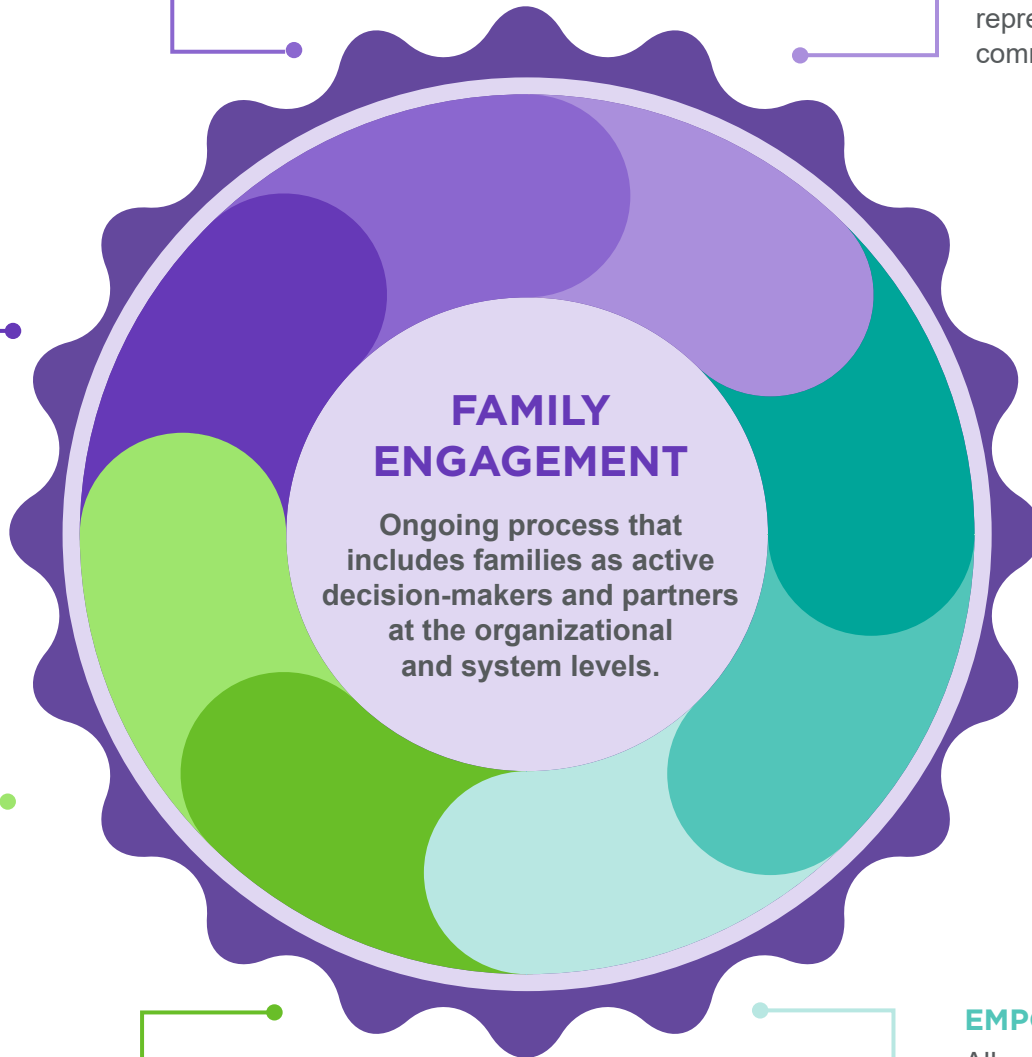 FAMILY
ENGAGEMENT
Ongoing process that
includes families as active
decision-makers and partners
at the organizational
and system levels.